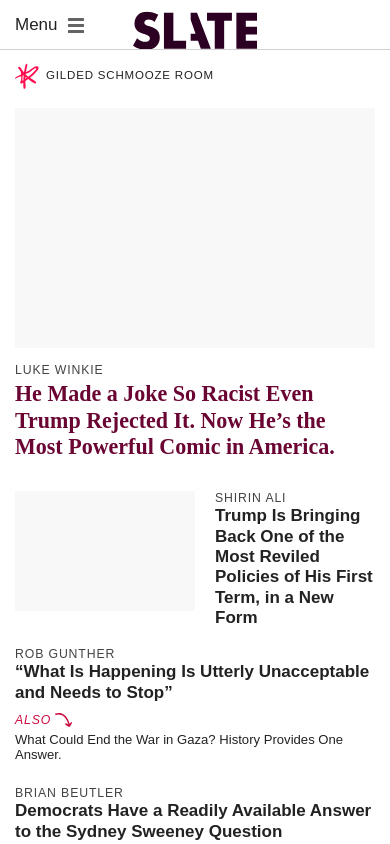 Menu
SLATE
GILDED SCHMOOZE ROOM
LUKE WINKIE
He Made a Joke So Racist Even
Trump Rejected It. Now He’s the
Most Powerful Comic in America.
SHIRIN ALI
Trump Is Bringing
Back One of the
Most Reviled
Policies of His First
Term, in a New
Form
ROB GUNTHER
“What Is Happening Is Utterly Unacceptable
and Needs to Stop”
ALSO
What Could End the War in Gaza? History Provides One
Answer.
BRIAN BEUTLER
Democrats Have a Readily Available Answer
to the Sydney Sweeney Question